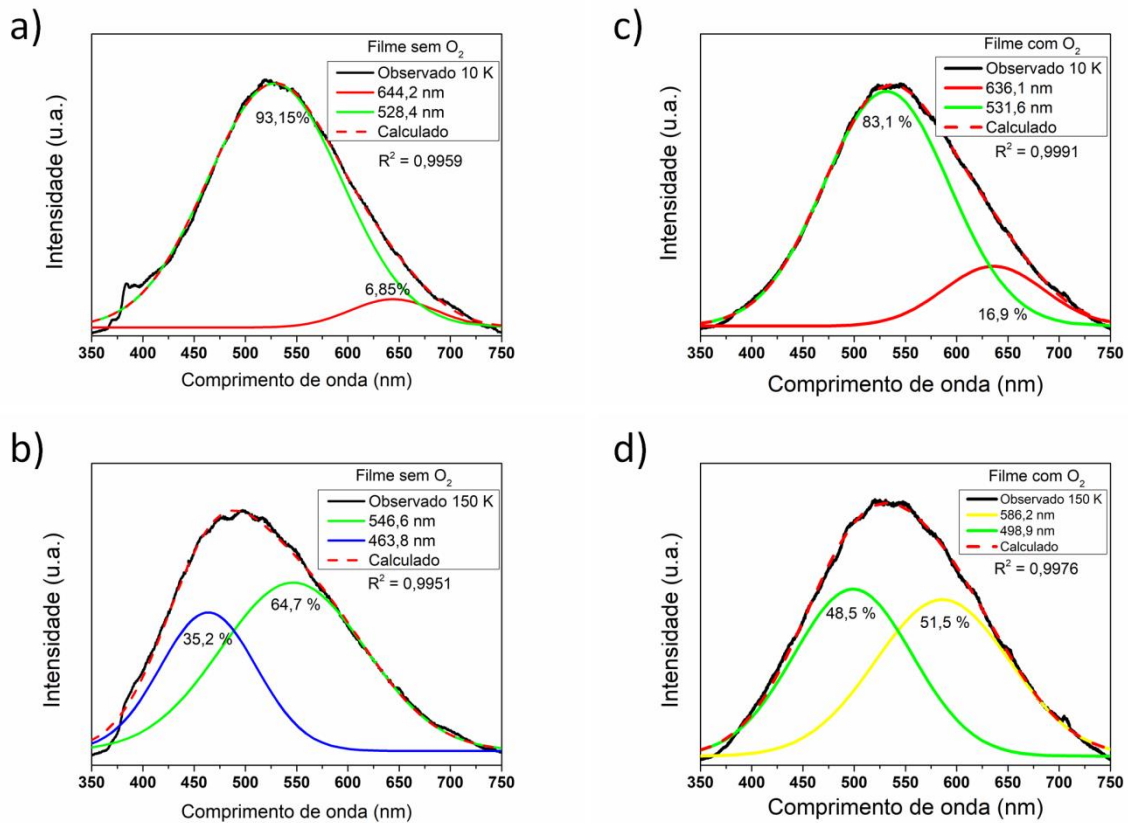 a)
Filme sem O₂
Observado 10 K
644,2 nm
528,4 nm
Calculado
R² = 0,9959
93,15%
6,85%
Intensidade (u.a.)
350 400 450 500 550 600 650 700 750
Comprimento de onda (nm)
c)
Filme com O₂
Observado 10 K
636,1 nm
531,6 nm
Calculado
R² = 0,9991
83,1 %
16,9 %
Intensidade (u.a.)
350 400 450 500 550 600 650 700 750
Comprimento de onda (nm)
b)
Filme sem O₂
Observado 150 K
546,6 nm
463,8 nm
Calculado
R² = 0,9951
64,7 %
35,2 %
Intensidade (u.a.)
350 400 450 500 550 600 650 700 750
Comprimento de onda (nm)
d)
Filme com O₂
Observado 150 K
586,2 nm
498,9 nm
Calculado
R² = 0,9976
48,5 %
51,5 %
Intensidade (u.a.)
350 400 450 500 550 600 650 700 750
Comprimento de onda (nm)